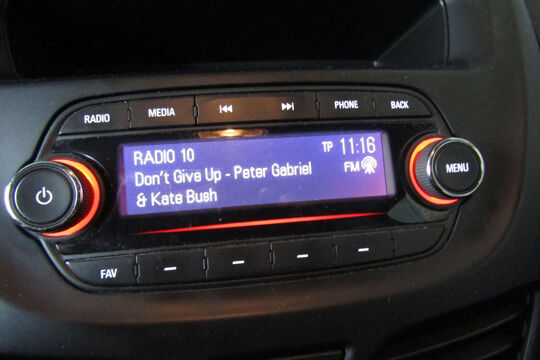 RADIO MEDIA PHONE BACK
RADIO 10 TP 11:16
Don't Give Up - Peter Gabriel FM
& Kate Bush
MENU
FAV